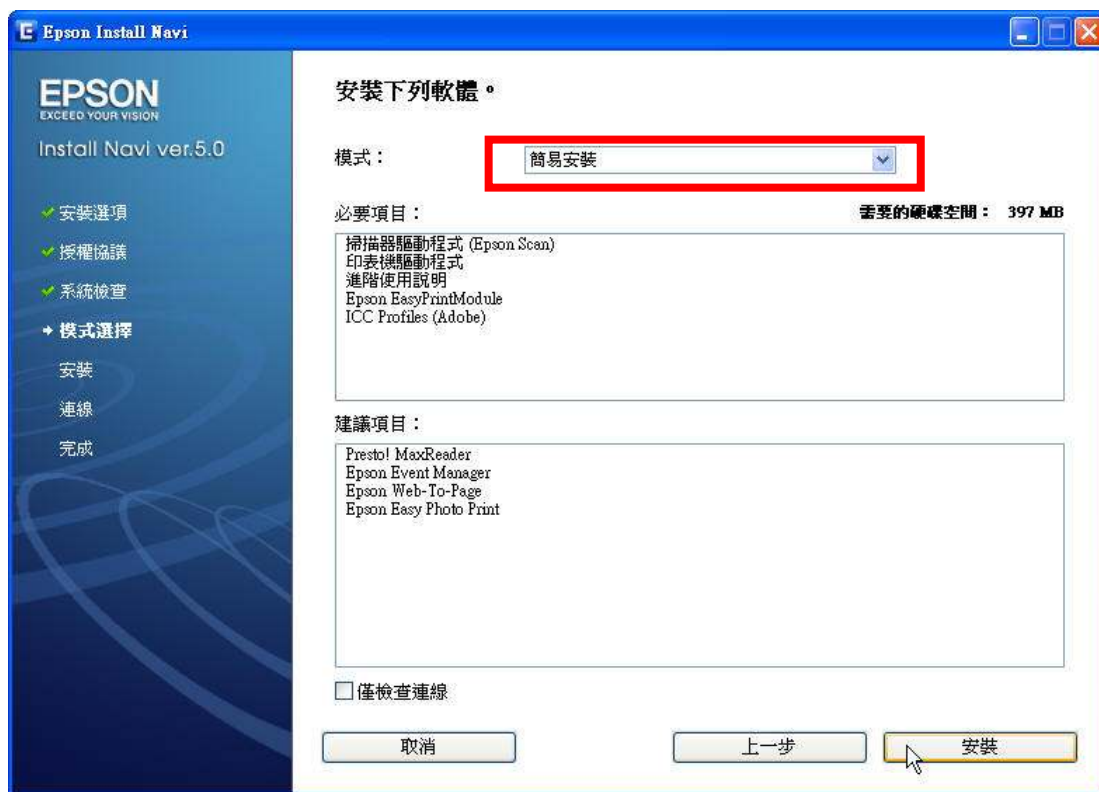 Epson Install Navi
EPSON
EXCEED YOUR VISION
Install Navi ver.5.0
安裝選項
授權協議
系統檢查
模式選擇
安裝
連線
完成
安裝下列軟體。
模式：
簡易安裝
必要項目：
需要的硬碟空間： 397 MB
掃描器驅動程式 (Epson Scan)
印表機驅動程式
進階使用說明
Epson EasyPrintModule
ICC Profiles (Adobe)
建議項目：
Presto! MaxReader
Epson Event Manager
Epson Web-To-Page
Epson Easy Photo Print
僅檢查連線
取消
上一步
安裝